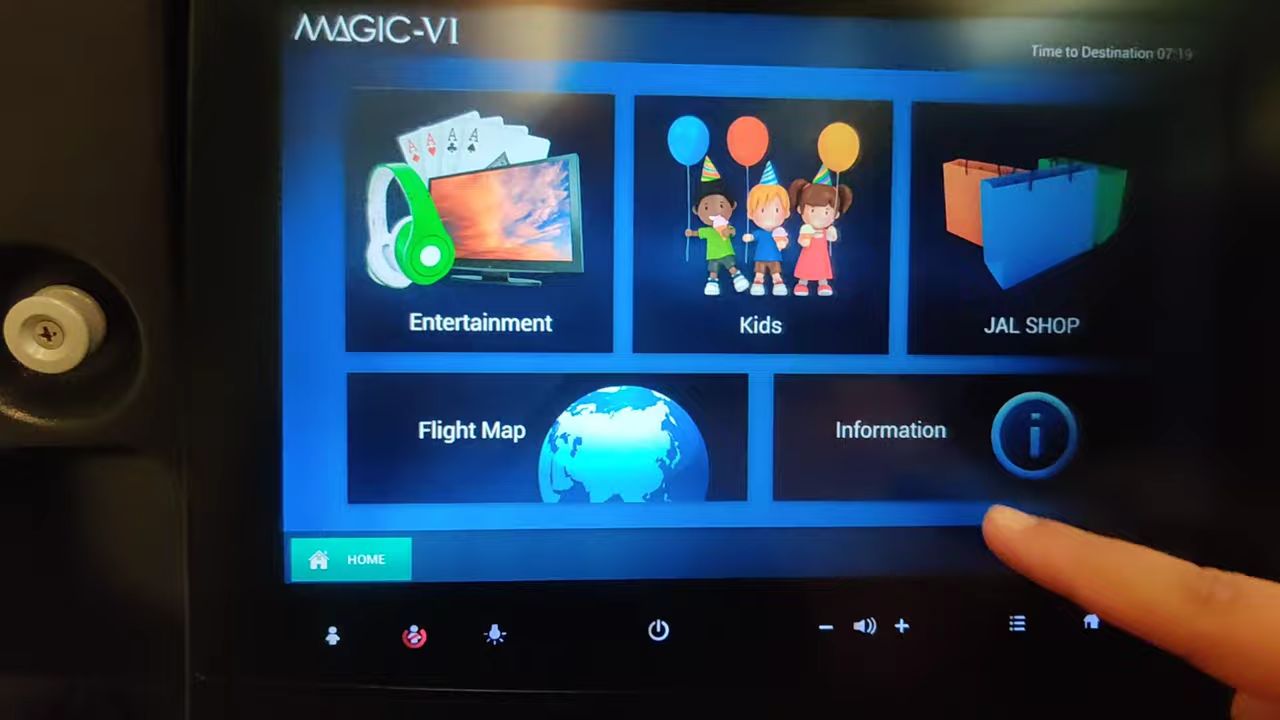 MAGIC-VI
Time to Destination 07:19
Entertainment
Kids
JAL SHOP
Flight Map
Information
HOME